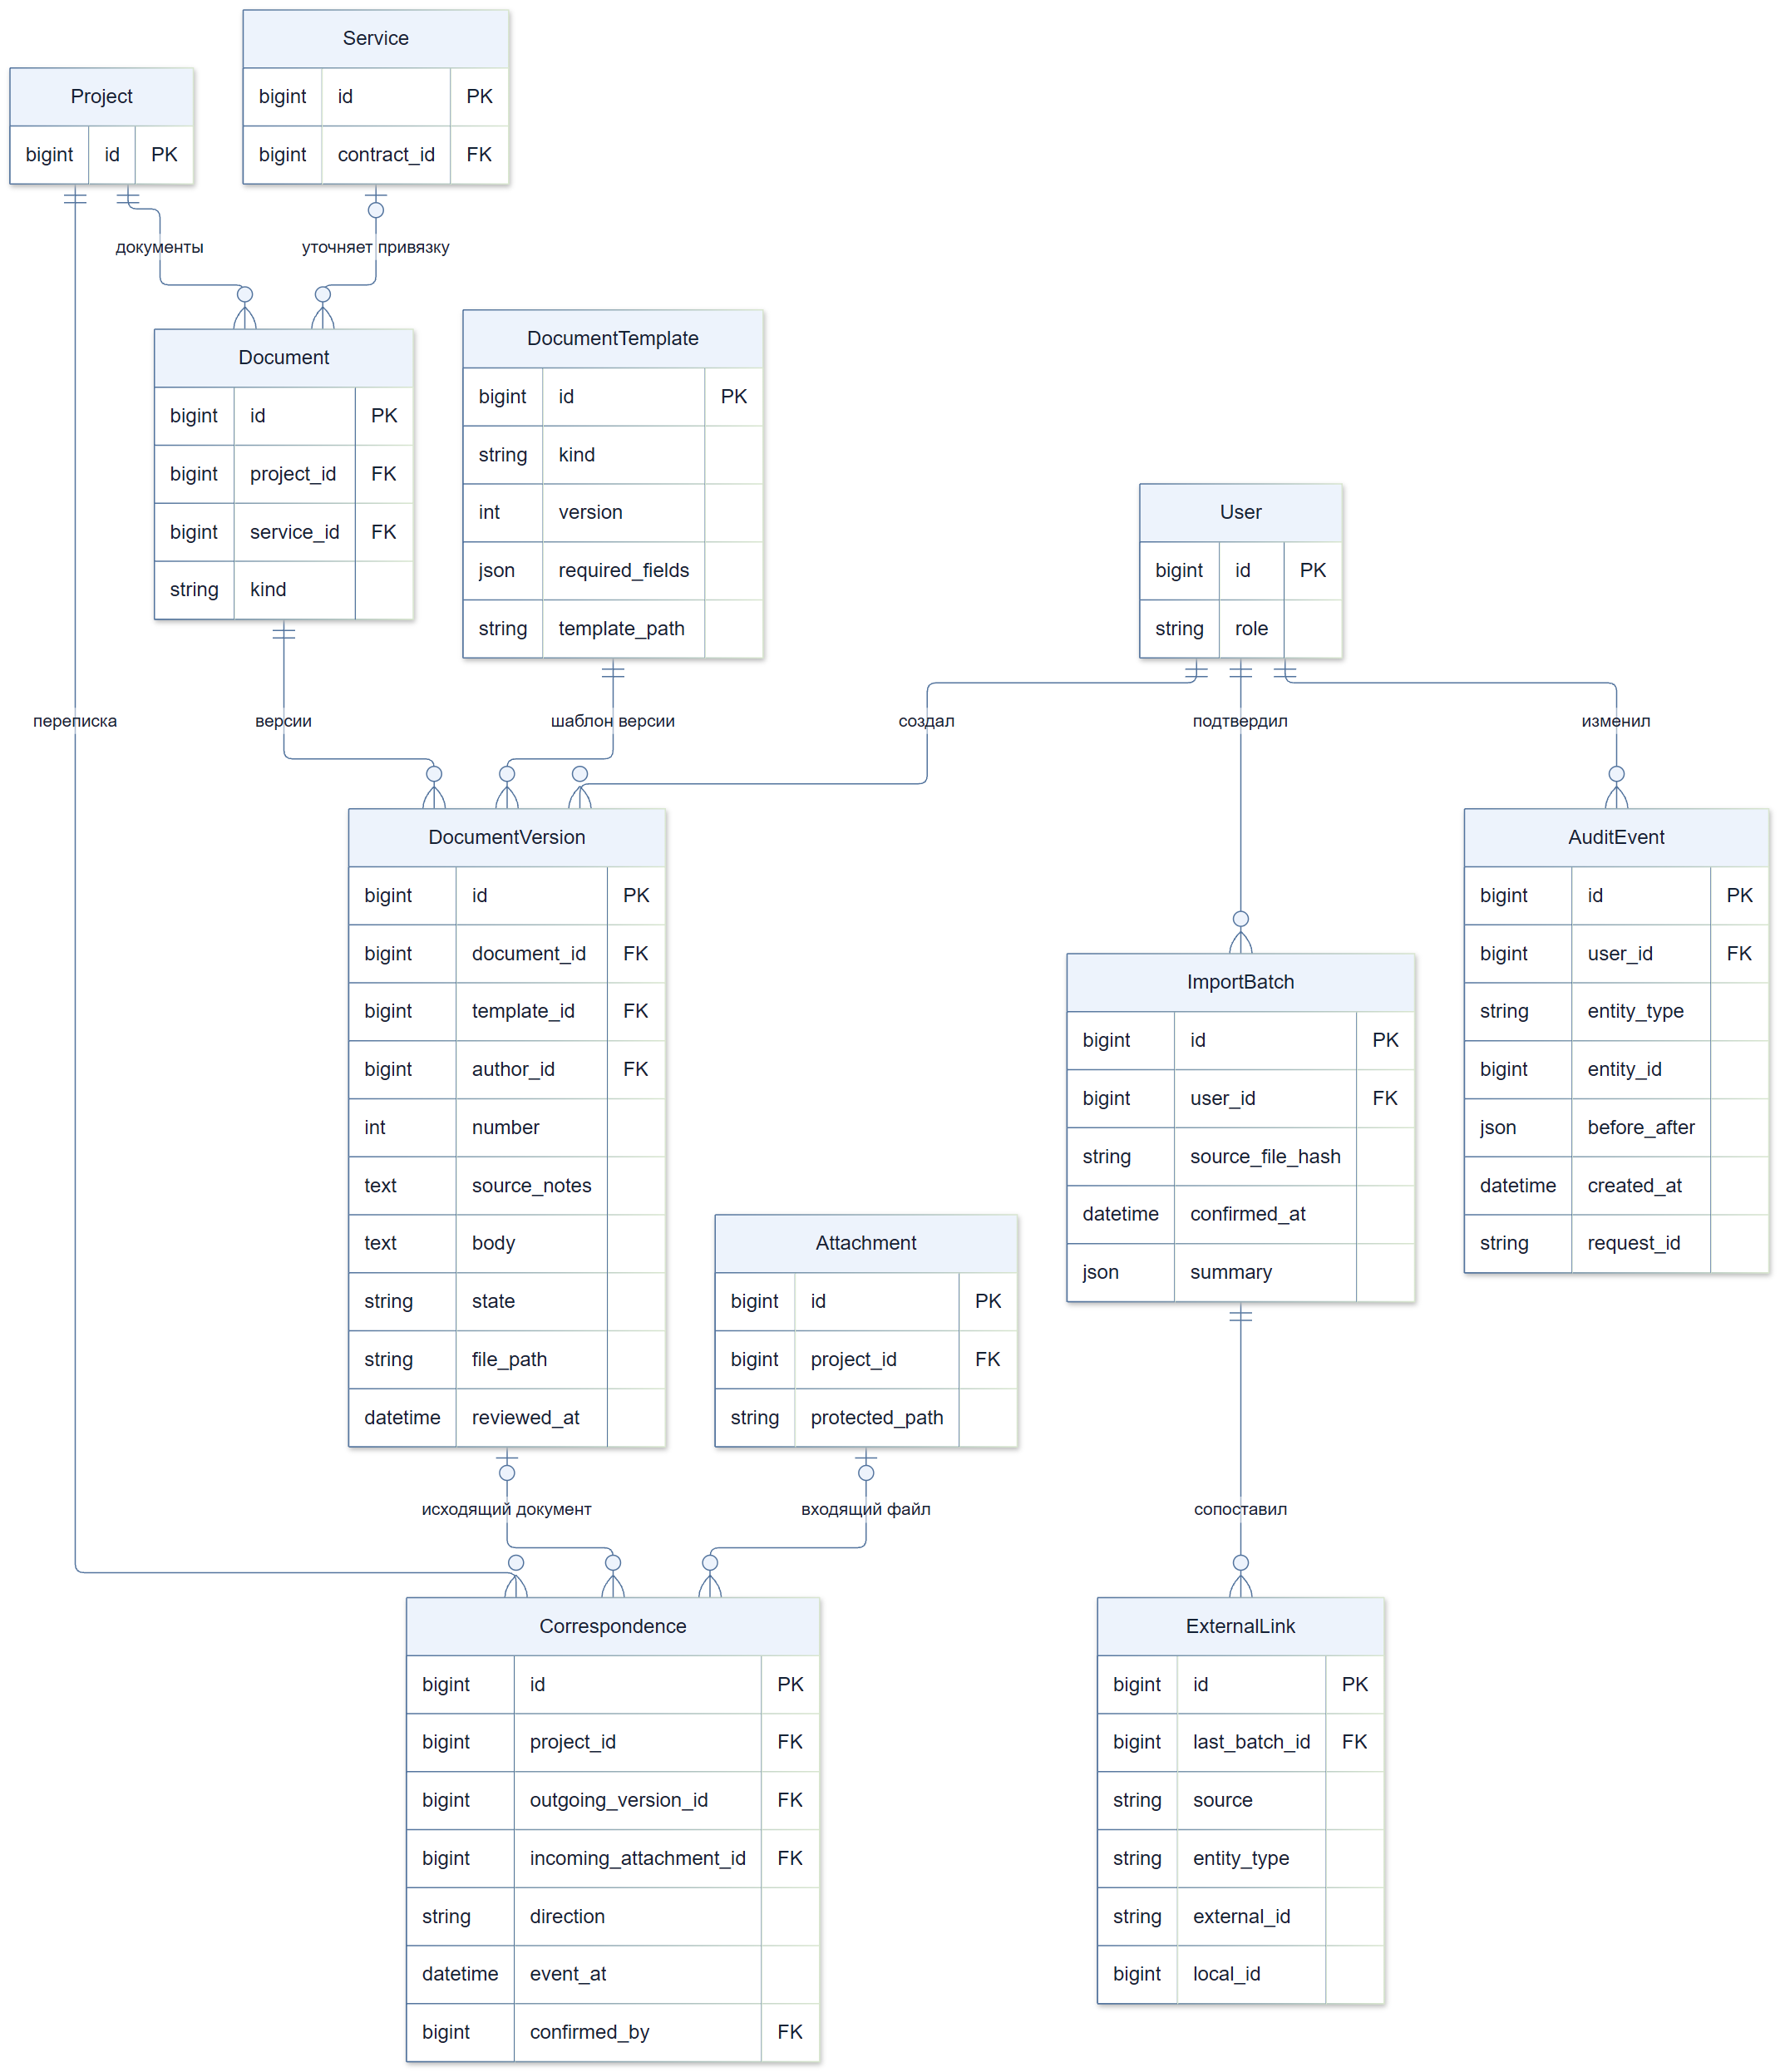 Service
bigint id PK
bigint contract_id FK
Project
bigint id PK
документы
уточняет привязку
Document
bigint id PK
bigint project_id FK
bigint service_id FK
string kind
DocumentTemplate
bigint id PK
string kind
int version
json required_fields
string template_path
User
bigint id PK
string role
переписка
версии
шаблон версии
создал
подтвердил
изменил
DocumentVersion
bigint id PK
bigint document_id FK
bigint template_id FK
bigint author_id FK
int number
text source_notes
text body
string state
string file_path
datetime reviewed_at
AuditEvent
bigint id PK
bigint user_id FK
string entity_type
bigint entity_id
json before_after
datetime created_at
string request_id
ImportBatch
bigint id PK
bigint user_id FK
string source_file_hash
datetime confirmed_at
json summary
Attachment
bigint id PK
bigint project_id FK
string protected_path
исходящий документ
входящий файл
сопоставил
Correspondence
bigint id PK
bigint project_id FK
bigint outgoing_version_id FK
bigint incoming_attachment_id FK
string direction
datetime event_at
bigint confirmed_by FK
ExternalLink
bigint id PK
bigint last_batch_id FK
string source
string entity_type
string external_id
bigint local_id